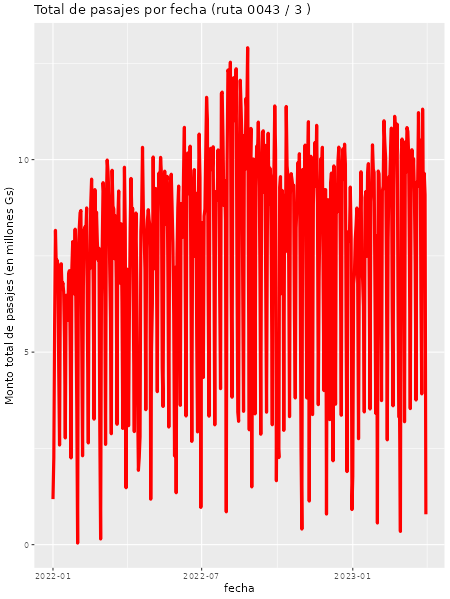 Total de pasajes por fecha (ruta 0043 / 3 )
Monto total de pasajes (en millones Gs)
10
5
0
2022-01
2022-07
2023-01
fecha